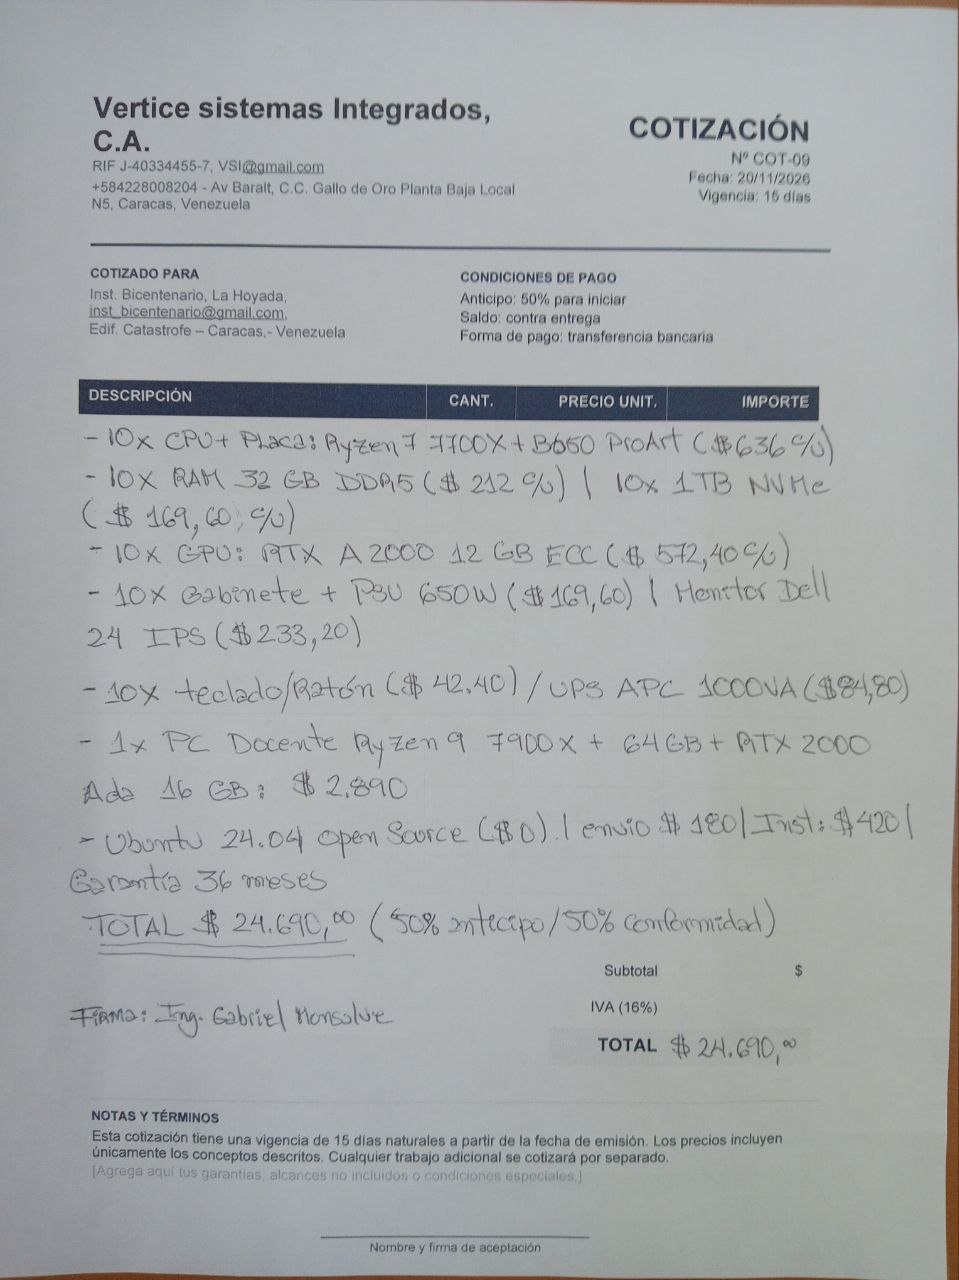 Vertice sistemas Integrados,
C.A.
RIF J-40334455-7, VSI@gmail.com
+584228008204 - Av Baralt, C.C. Gallo de Oro Planta Baja Local
N5, Caracas, Venezuela
COTIZACIÓN
Nº COT-09
Fecha: 20/11/2026
Vigencia: 15 días
COTIZADO PARA
Inst. Bicentenario, La Hoyada,
inst_bicentenario@gmail.com,
Edif. Catastrofe – Caracas,- Venezuela
CONDICIONES DE PAGO
Anticipo: 50% para iniciar
Saldo: contra entrega
Forma de pago: transferencia bancaria
DESCRIPCIÓN CANT. PRECIO UNIT. IMPORTE
- 10x CPU + Placa: Ryzen 7 7700X + B650 ProArt ($636 c/u)
- 10x RAM 32 GB DDR5 ($ 212 c/u) | 10x 1TB NVMe
($ 169,60 c/u)
- 10x GPU: RTX A2000 12 GB ECC ($ 572,40 c/u)
- 10x Gabinete + PSU 650W ($169,60) | Monitor Dell
24 IPS ($233,20)
- 10x teclado/Ratón ($ 42.40) / UPS APC 1000VA ($84,80)
- 1x PC Docente Ryzen 9 7900X + 64GB + RTX 2000
Ada 16 GB: $ 2.890
- Ubuntu 24.04 Open Source ($0). | envio $ 180 | Inst: $420 |
Garantía 36 meses
TOTAL $ 24.690,00 (50% anticipo/50% conformidad)
Subtotal $
IVA (16%)
TOTAL $ 24.690,00
Firma: Ing. Gabriel Monsalve
NOTAS Y TÉRMINOS
Esta cotización tiene una vigencia de 15 días naturales a partir de la fecha de emisión. Los precios incluyen
únicamente los conceptos descritos. Cualquier trabajo adicional se cotizará por separado.
[Agrega aquí tus garantías, alcances no incluidos o condiciones especiales.]
Nombre y firma de aceptación